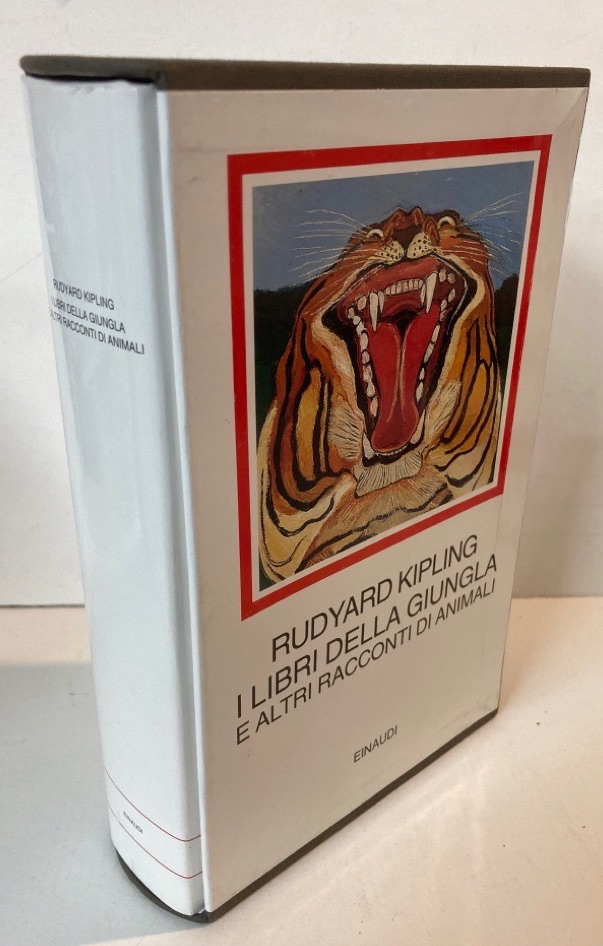 RUDYARD KIPLING
I LIBRI DELLA GIUNGLA
E ALTRI RACCONTI DI ANIMALI
EINAUDI
RUDYARD KIPLING
I LIBRI DELLA GIUNGLA
E ALTRI RACCONTI DI ANIMALI
EINAUDI